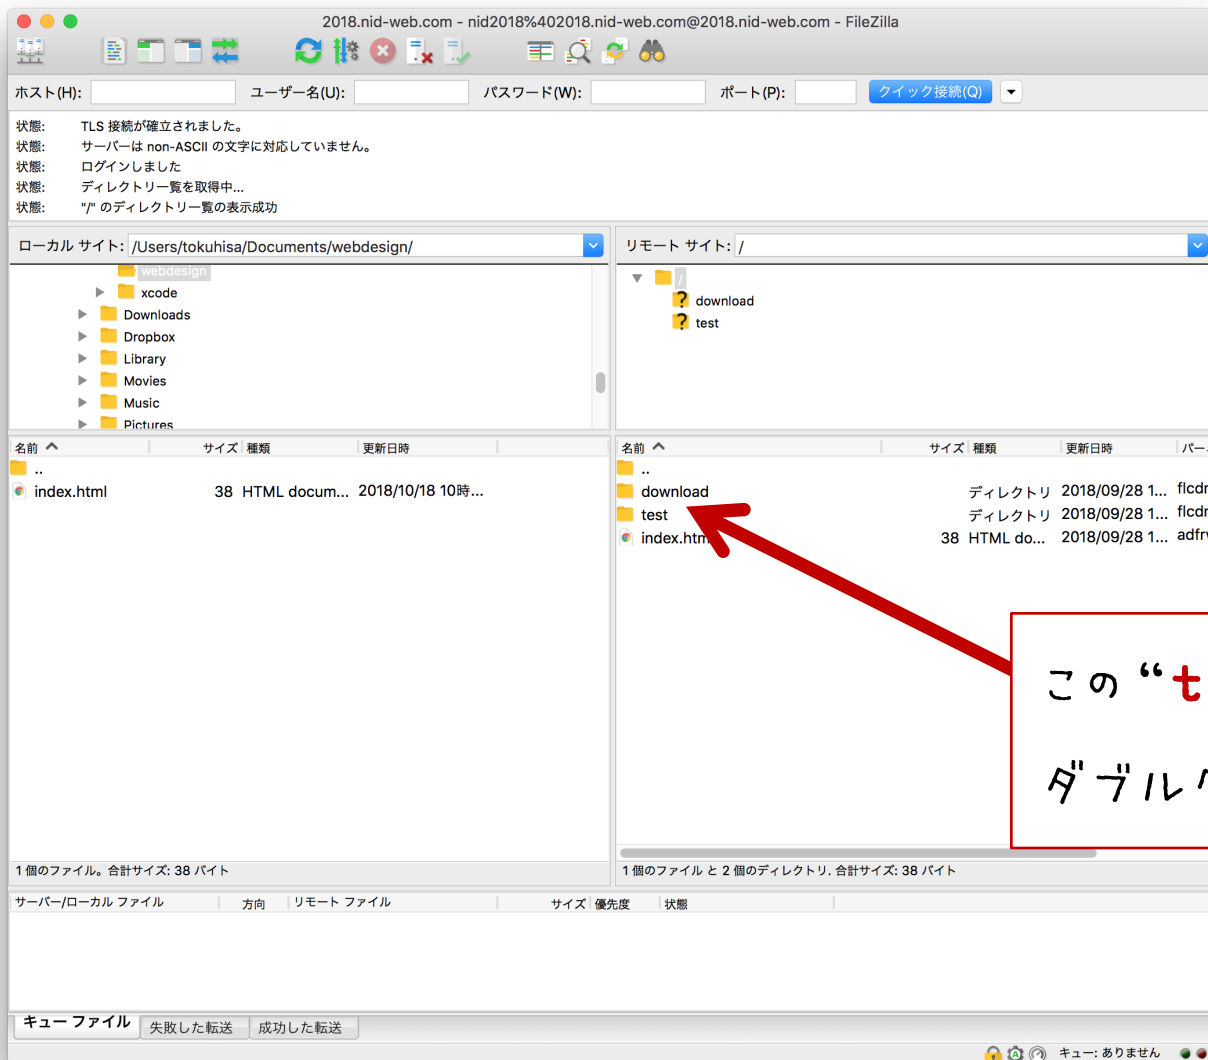 2018.nid-web.com - nid2018%402018.nid-web.com@2018.nid-web.com - FileZilla
ホスト(H): ユーザー名(U): パスワード(W): ポート(P): クイック接続(Q)
状態: TLS 接続が確立されました。
状態: サーバーは non-ASCII の文字に対応していません。
状態: ログインしました
状態: ディレクトリ一覧を取得中...
状態: "/" のディレクトリ一覧の表示成功
ローカル サイト: /Users/tokuhisa/Documents/webdesign/
webdesign
xcode
Downloads
Dropbox
Library
Movies
Music
Pictures
リモート サイト: /
/
download
test
名前 サイズ 種類 更新日時
..
index.html 38 HTML docum... 2018/10/18 10時...
1 個のファイル。合計サイズ: 38 バイト
名前 サイズ 種類 更新日時 パー
..
download ディレクトリ 2018/09/28 1... flcd
test ディレクトリ 2018/09/28 1... flcd
index.htm 38 HTML do... 2018/09/28 1... adfr
この“t
ダブル
1 個のファイル と 2 個のディレクトリ. 合計サイズ: 38 バイト
サーバー/ローカル ファイル 方向 リモート ファイル サイズ 優先度 状態
キュー ファイル 失敗した転送 成功した転送
キュー: ありません